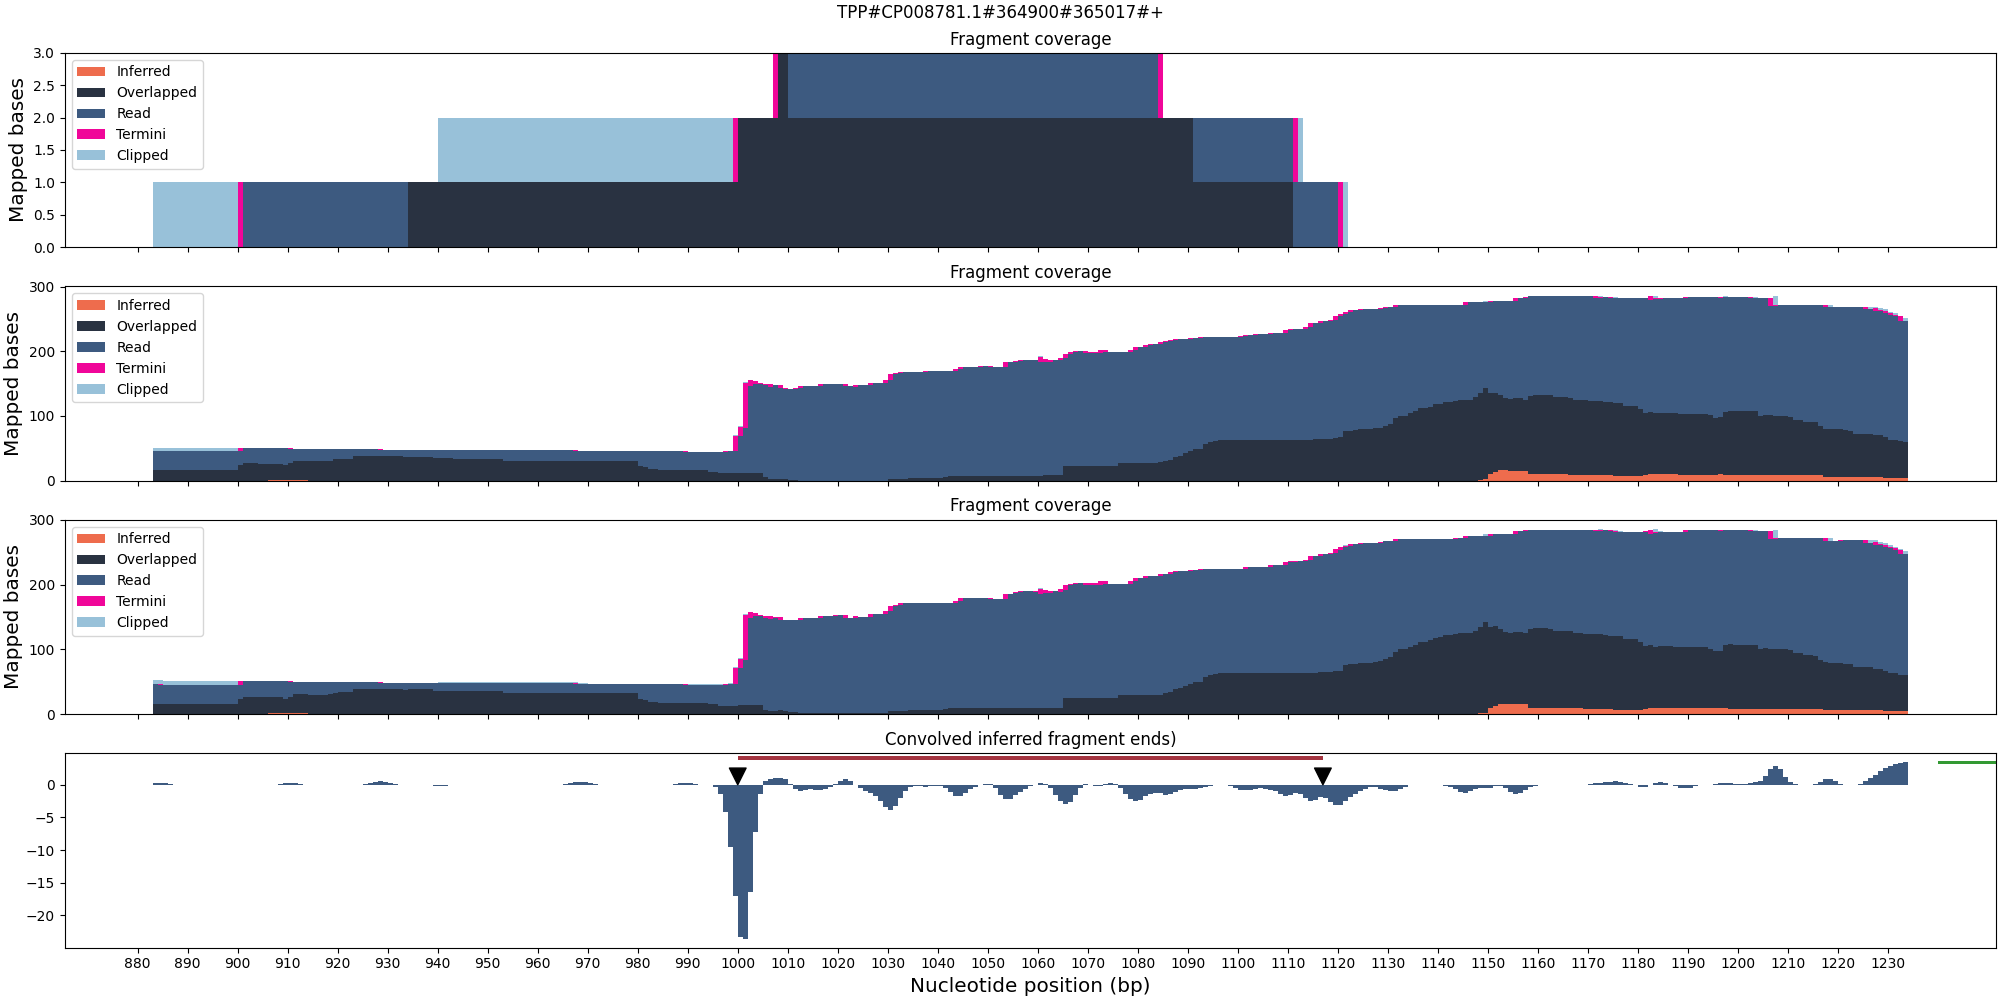 TPP#CP008781.1#364900#365017#+
Fragment coverage
Mapped bases
3.0
2.5
2.0
1.5
1.0
0.5
0.0
Inferred
Overlapped
Read
Termini
Clipped
Fragment coverage
Mapped bases
300
200
100
0
Inferred
Overlapped
Read
Termini
Clipped
Fragment coverage
Mapped bases
300
200
100
0
Inferred
Overlapped
Read
Termini
Clipped
Convolved inferred fragment ends)
0
−5
−10
−15
−20
880 890 900 910 920 930 940 950 960 970 980 990 1000 1010 1020 1030 1040 1050 1060 1070 1080 1090 1100 1110 1120 1130 1140 1150 1160 1170 1180 1190 1200 1210 1220 1230
Nucleotide position (bp)